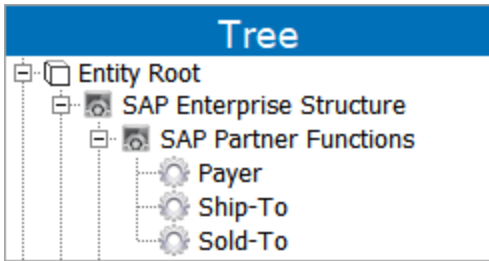 Tree
Entity Root
SAP Enterprise Structure
SAP Partner Functions
Payer
Ship-To
Sold-To